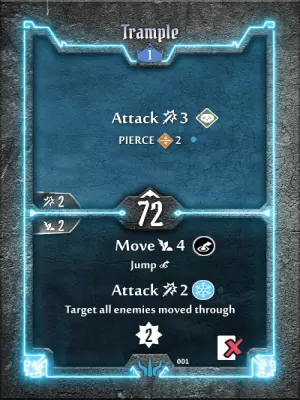 Trample
1
Attack 3
PIERCE 2
2
72
2
Move 4
Jump
Attack 2
Target all enemies moved through
2
001